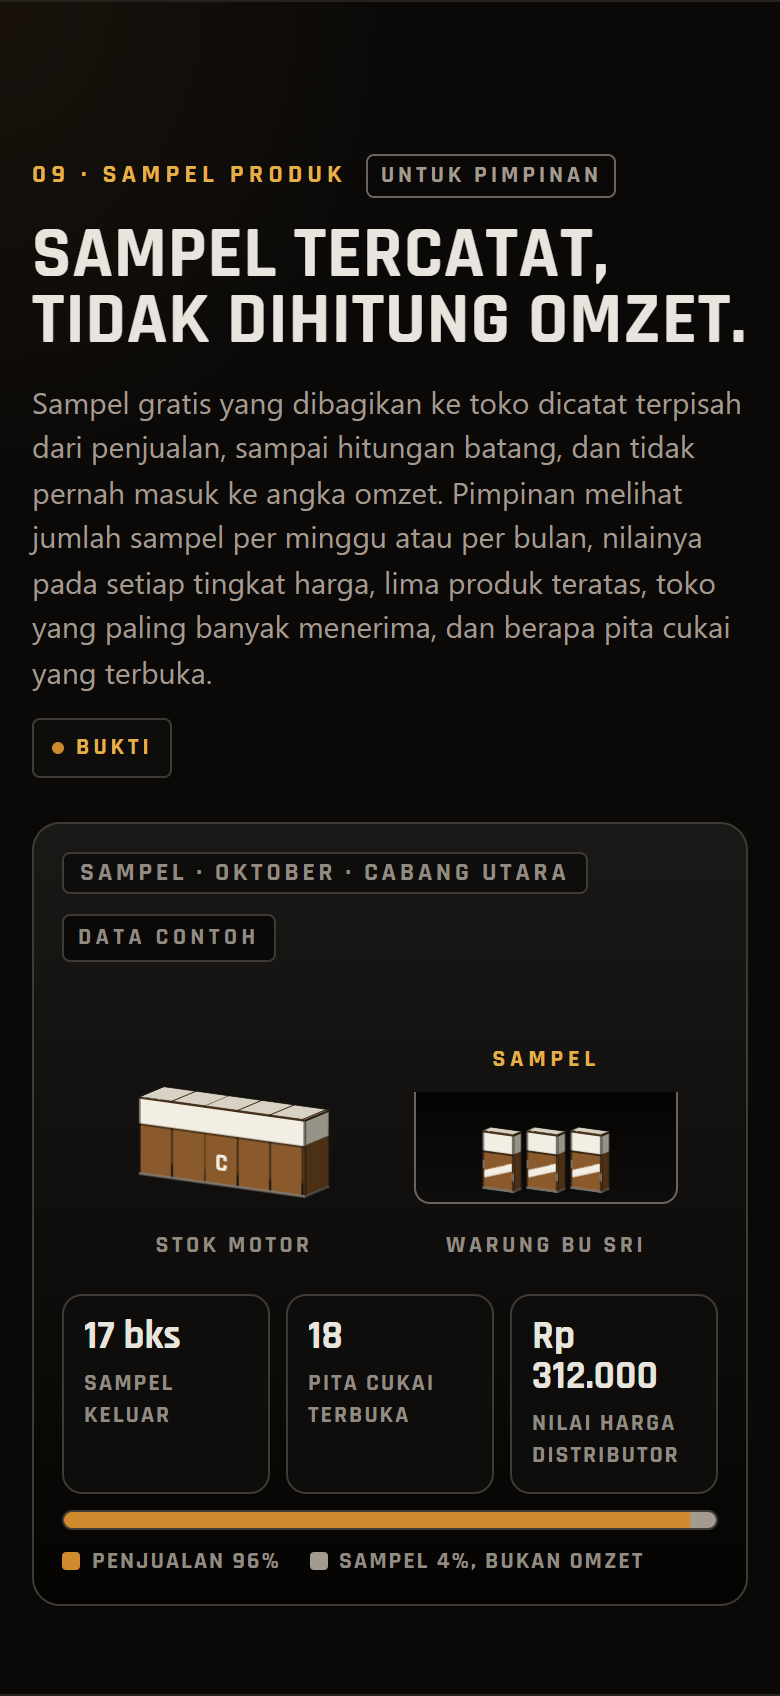 09 · SAMPEL PRODUK
UNTUK PIMPINAN
SAMPEL TERCATAT,
TIDAK DIHITUNG OMZET.
Sampel gratis yang dibagikan ke toko dicatat terpisah
dari penjualan, sampai hitungan batang, dan tidak
pernah masuk ke angka omzet. Pimpinan melihat
jumlah sampel per minggu atau per bulan, nilainya
pada setiap tingkat harga, lima produk teratas, toko
yang paling banyak menerima, dan berapa pita cukai
yang terbuka.
BUKTI
SAMPEL · OKTOBER · CABANG UTARA
DATA CONTOH
SAMPEL
C
STOK MOTOR
WARUNG BU SRI
17 bks
SAMPEL
KELUAR
18
PITA CUKAI
TERBUKA
Rp
312.000
NILAI HARGA
DISTRIBUTOR
PENJUALAN 96%
SAMPEL 4%, BUKAN OMZET